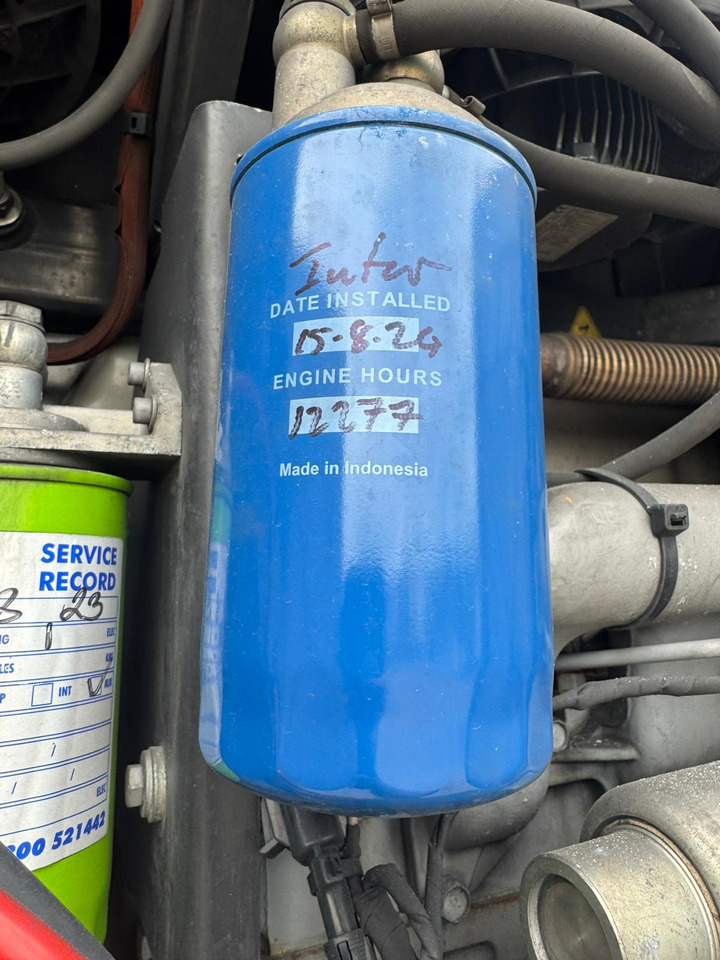 Inter
DATE INSTALLED
15-8-24
ENGINE HOURS
12277
Made in Indonesia
SERVICE
RECORD
23
INT
00 521442